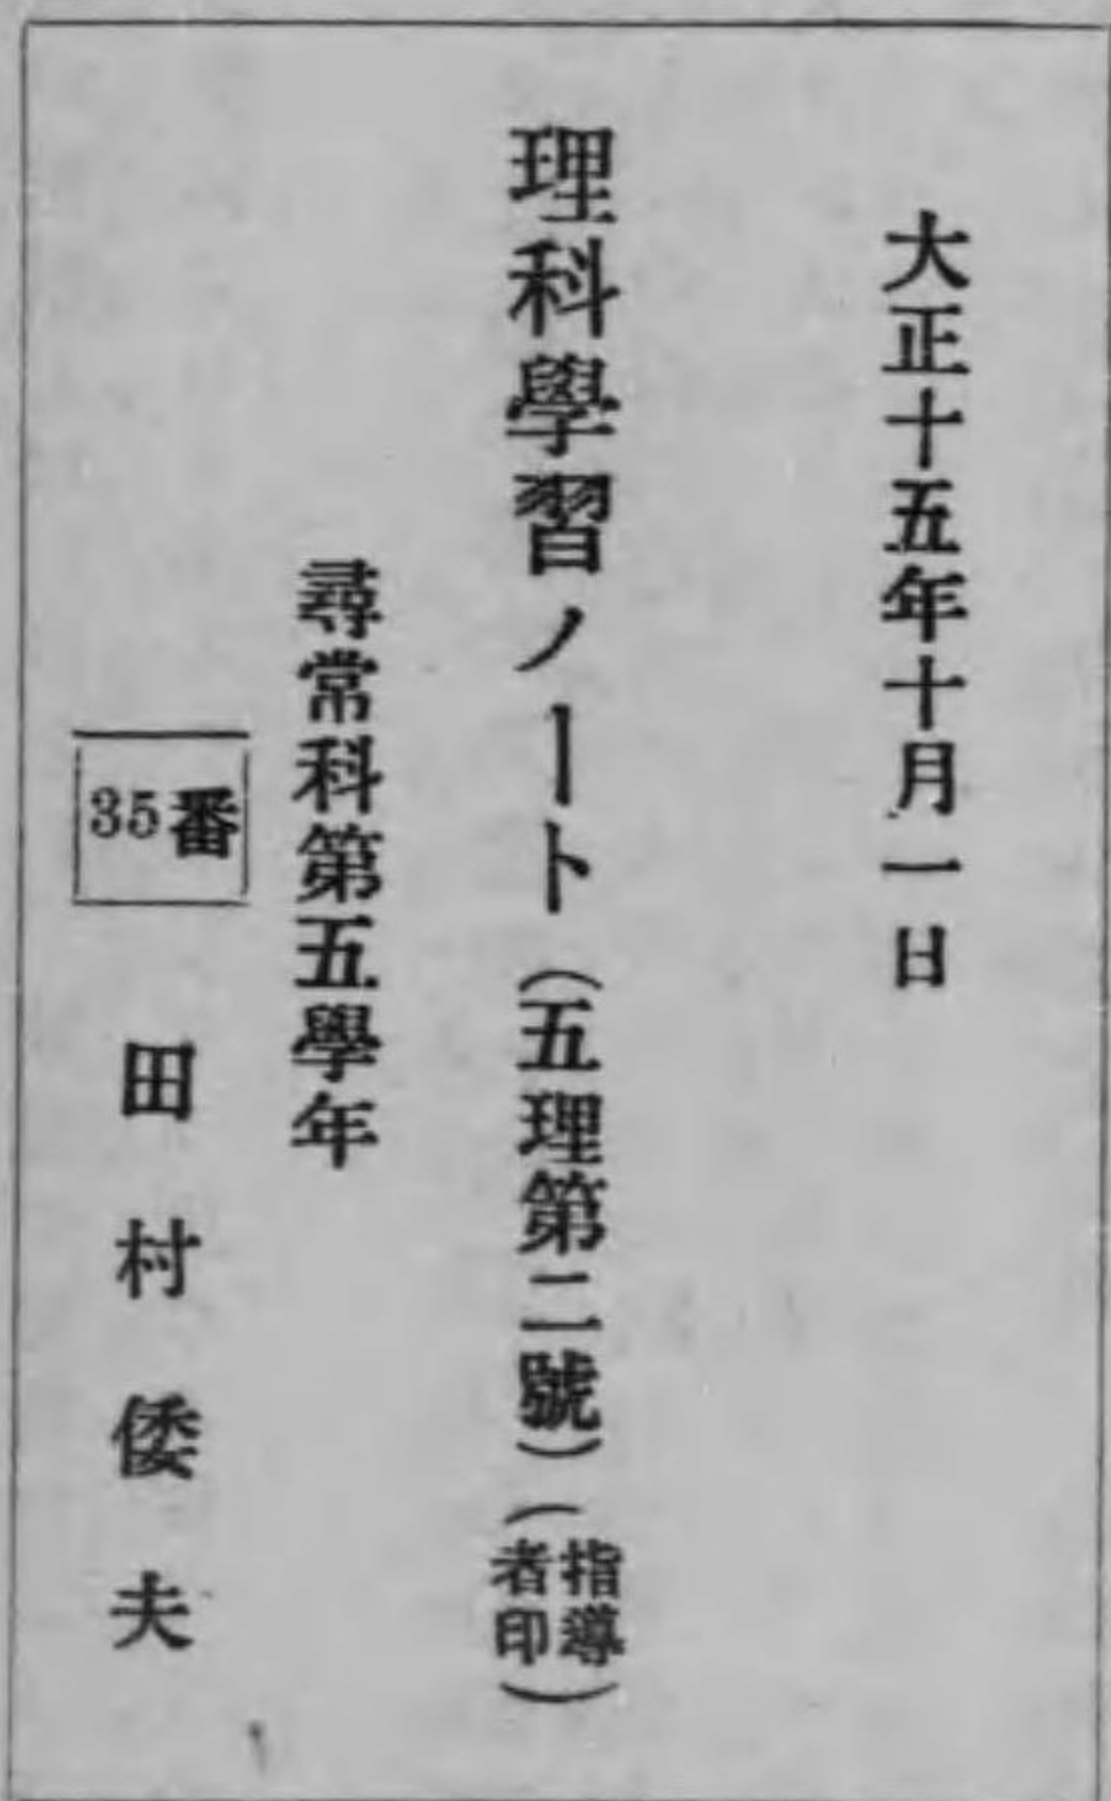 大正十五年十月一日
理科學習ノート(五理第二號)(指導者印)
尋常科第五學年
35番 田村倭夫